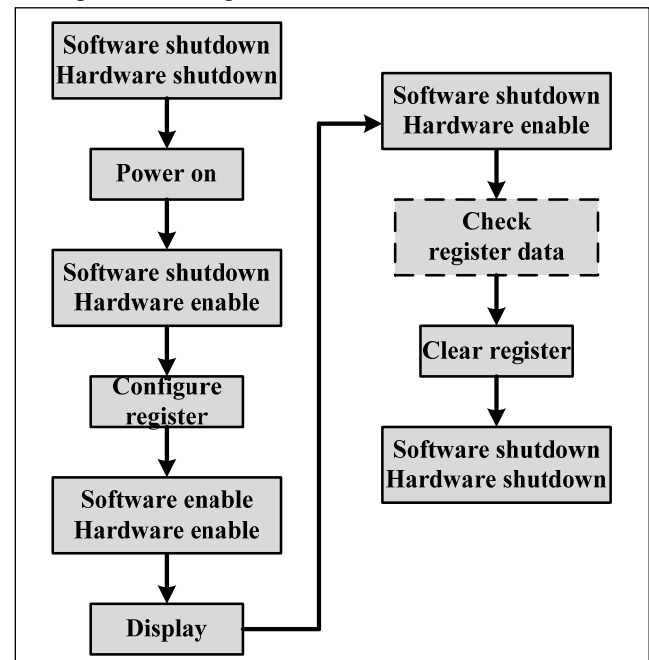 Software shutdown
Hardware shutdown
Power on
Software shutdown
Hardware enable
Configure
register
Software enable
Hardware enable
Display
Software shutdown
Hardware enable
Check
register data
Clear register
Software shutdown
Hardware shutdown